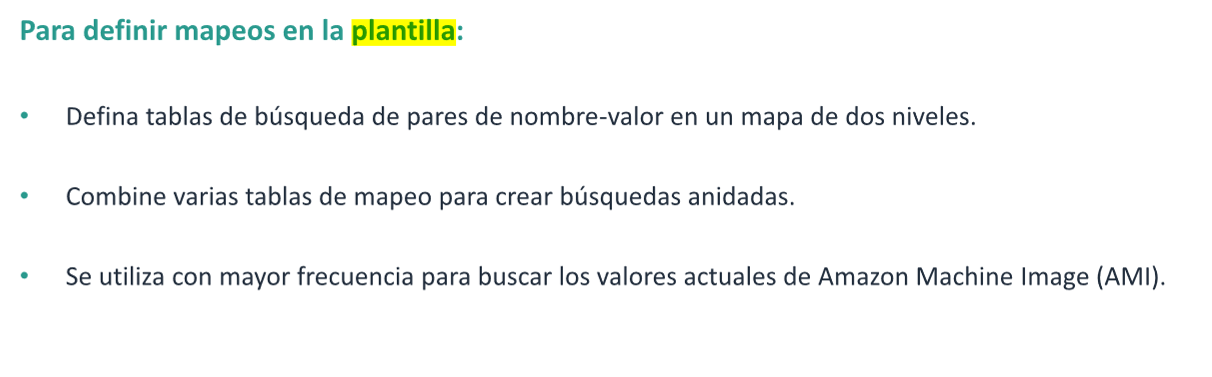 Para definir mapeos en la plantilla:
• Defina tablas de búsqueda de pares de nombre-valor en un mapa de dos niveles.
• Combine varias tablas de mapeo para crear búsquedas anidadas.
• Se utiliza con mayor frecuencia para buscar los valores actuales de Amazon Machine Image (AMI).